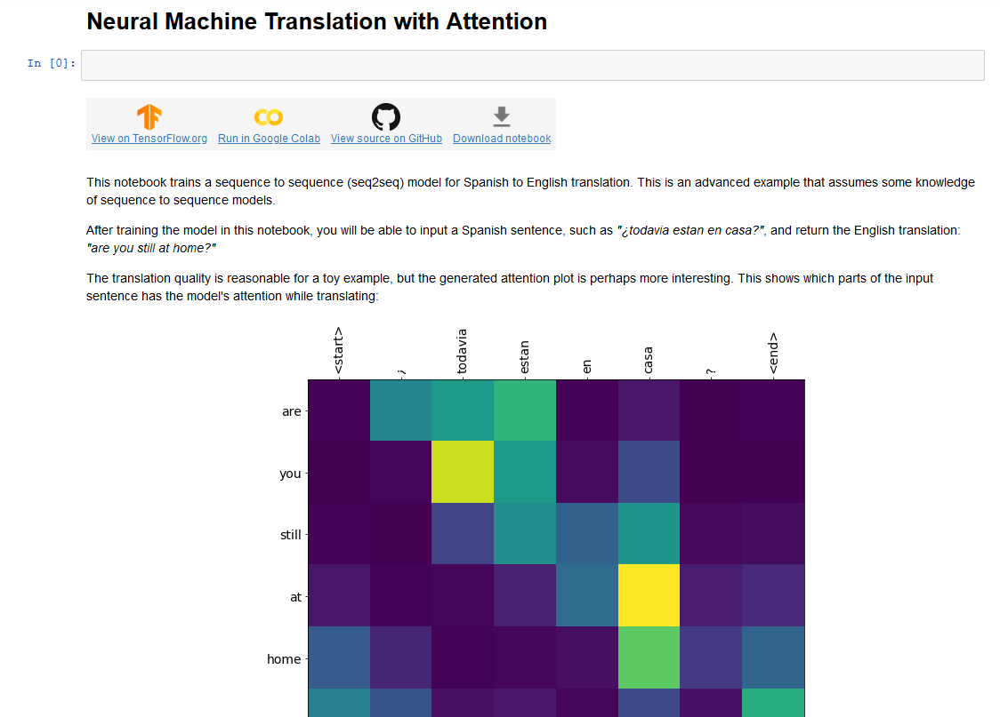 Neural Machine Translation with Attention
In [0]:
View on TensorFlow.org Run in Google Colab View source on GitHub Download notebook
This notebook trains a sequence to sequence (seq2seq) model for Spanish to English translation. This is an advanced example that assumes some knowledge
of sequence to sequence models.
After training the model in this notebook, you will be able to input a Spanish sentence, such as "¿todavia estan en casa?", and return the English translation:
"are you still at home?"
The translation quality is reasonable for a toy example, but the generated attention plot is perhaps more interesting. This shows which parts of the input
sentence has the model's attention while translating:
<start> ¿ todavia estan en casa ? <end>
are
you
still
at
home